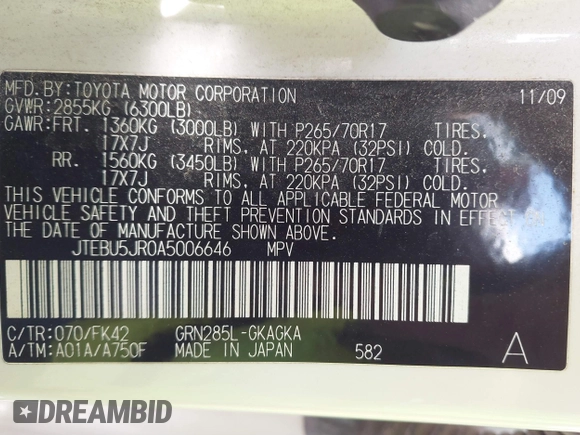 MFD. BY: TOYOTA MOTOR CORPORATION 11/09
GVWR: 2855KG (6300LB)
GAWR: FRT. 1360KG (3000LB) WITH P265/70R17 TIRES,
17X7J RIMS, AT 220KPA (32PSI) COLD.
RR. 1560KG (3450LB) WITH P265/70R17 TIRES,
17X7J RIMS, AT 220KPA (32PSI) COLD.
THIS VEHICLE CONFORMS TO ALL APPLICABLE FEDERAL MOTOR
VEHICLE SAFETY AND THEFT PREVENTION STANDARDS IN EFFECT ON
THE DATE OF MANUFACTURE SHOWN ABOVE.
JTEBU5JR0A5006646 MPV
C/TR: 070/FK42 GRN285L-GKAGKA
A/TM: A01A/A750F MADE IN JAPAN 582 A
DREAMBID